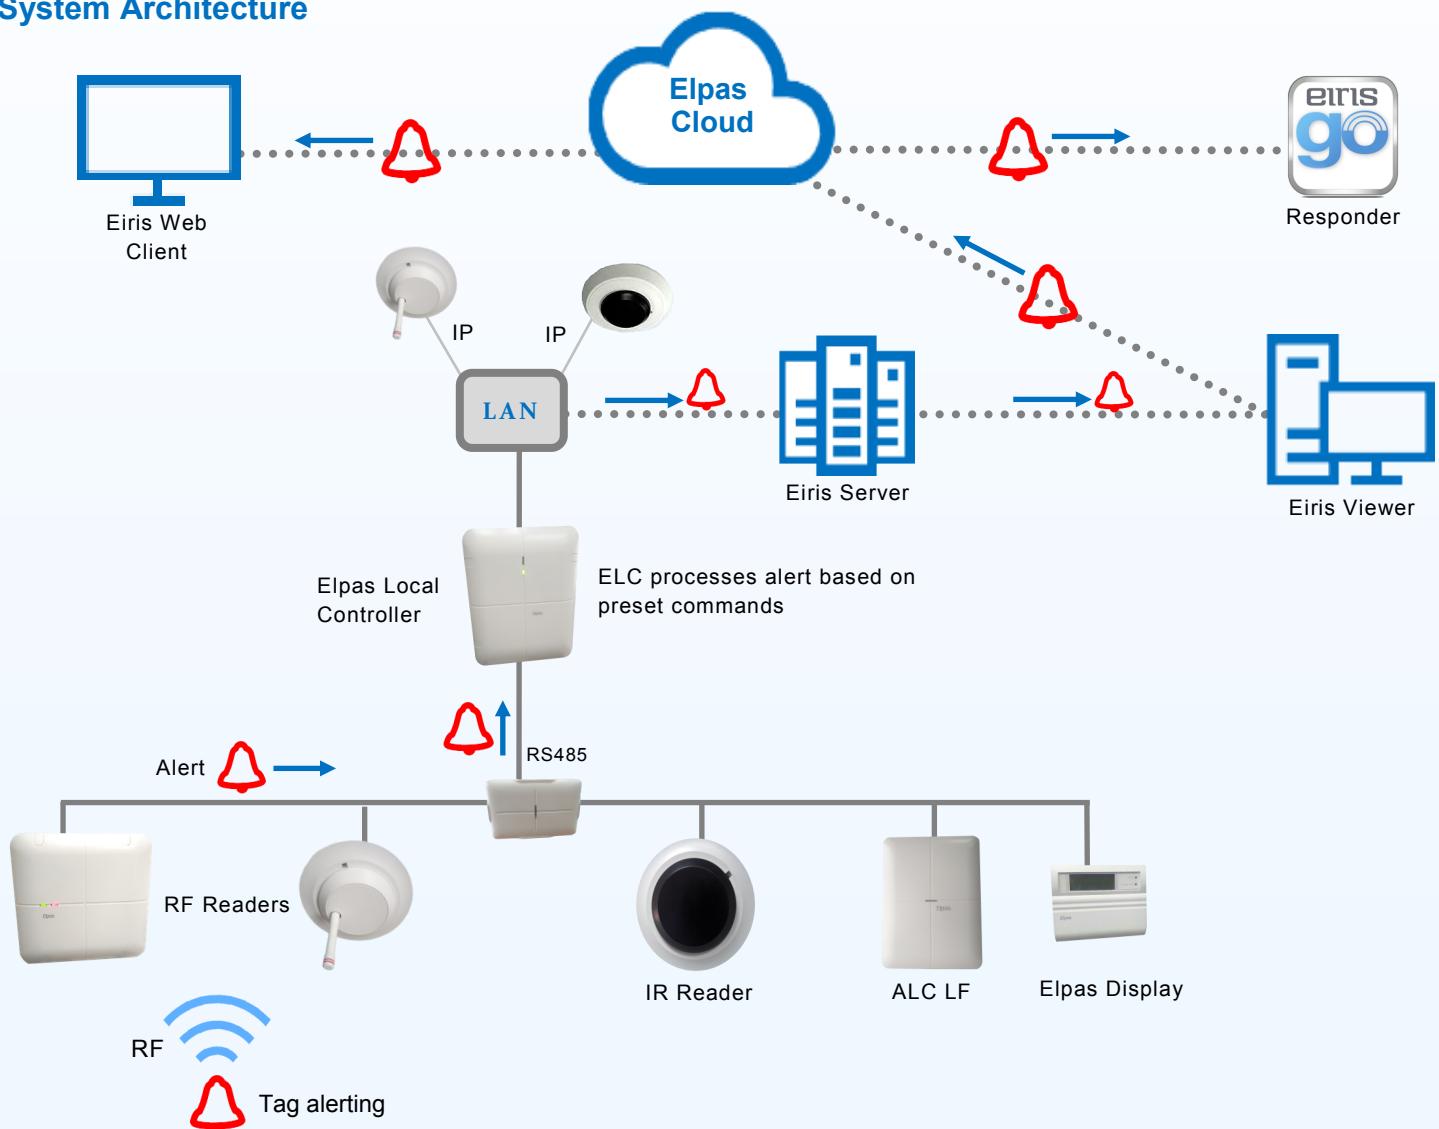 System Architecture
Elpas
Cloud
eiris
go
Eiris Web
Client
Responder
IP
IP
LAN
Eiris Server
Eiris Viewer
Elpas Local
Controller
ELC processes alert based on
preset commands
RS485
Alert
RF Readers
IR Reader
ALC LF
Elpas Display
RF
Tag alerting